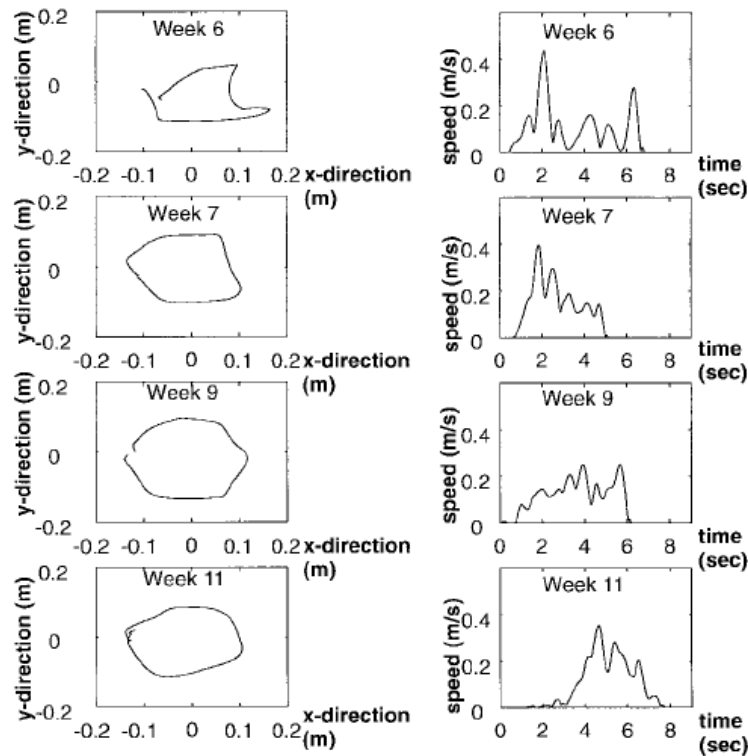 Week 6
y-direction (m)
0.2
0
-0.2
-0.2 -0.1 0 0.1 0.2
x-direction
(m)
Week 6
speed (m/s)
0.4
0.2
0
0 2 4 6 8
time
(sec)
Week 7
y-direction (m)
0.2
0
-0.2
-0.2 -0.1 0 0.1 0.2
x-direction
(m)
Week 7
speed (m/s)
0.4
0.2
0
0 2 4 6 8
time
(sec)
Week 9
y-direction (m)
0.2
0
-0.2
-0.2 -0.1 0 0.1 0.2
x-direction
(m)
Week 9
speed (m/s)
0.4
0.2
0
0 2 4 6 8
time
(sec)
Week 11
y-direction (m)
0.2
0
-0.2
-0.2 -0.1 0 0.1 0.2
x-direction
(m)
Week 11
speed (m/s)
0.4
0.2
0
0 2 4 6 8
time
(sec)